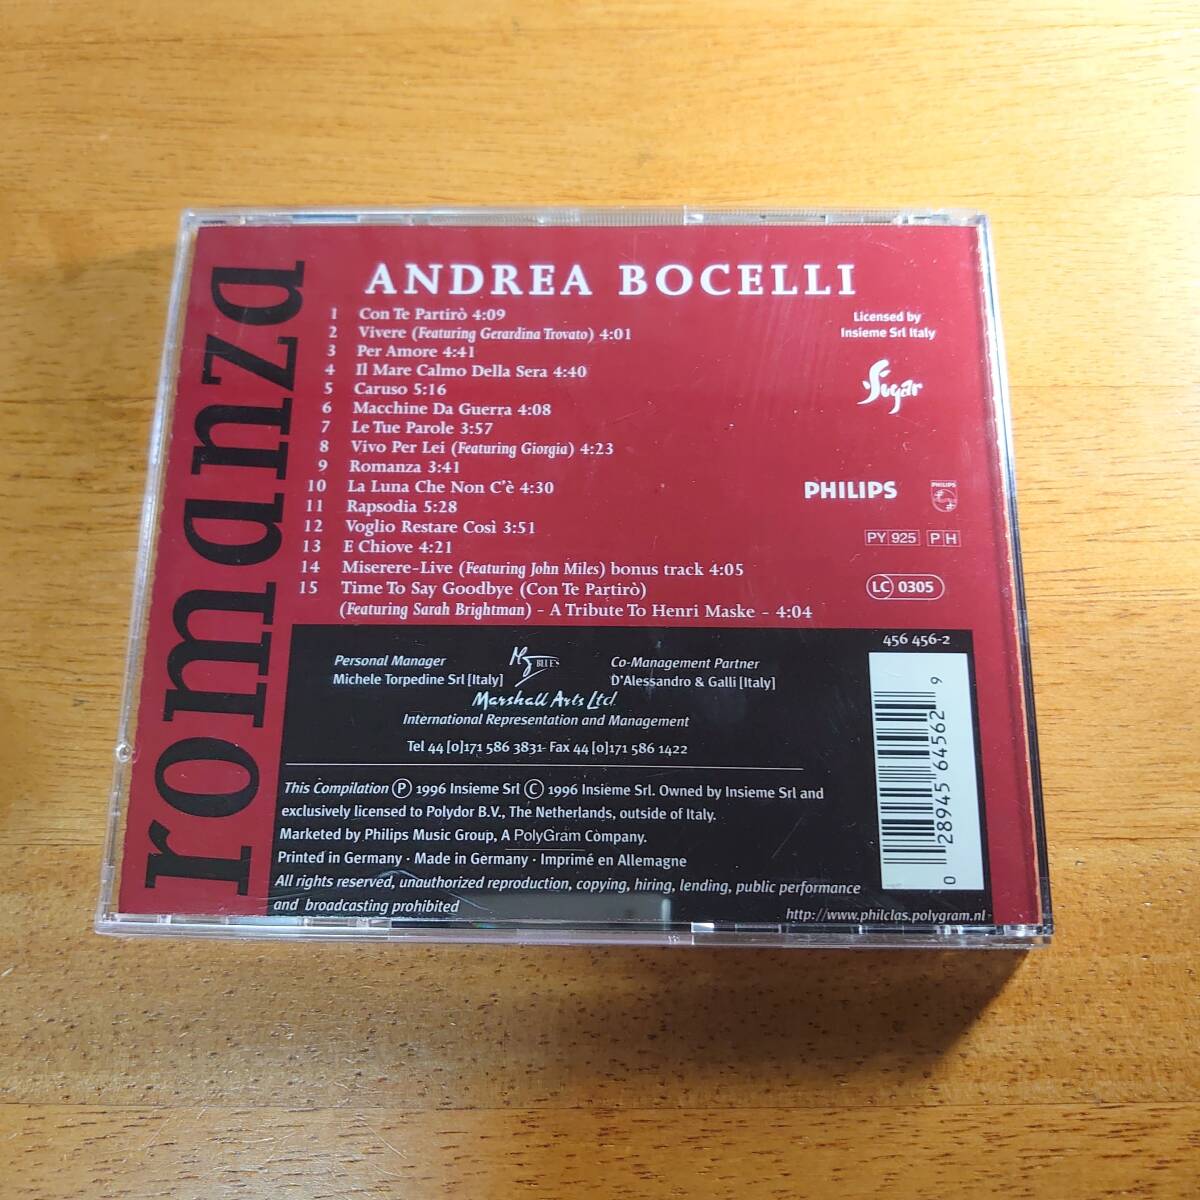 romanza
ANDREA BOCELLI
1 Con Te Partirò 4:09
2 Vivere (Featuring Gerardina Trovato) 4:01
3 Per Amore 4:41
4 Il Mare Calmo Della Sera 4:40
5 Caruso 5:16
6 Macchine Da Guerra 4:08
7 Le Tue Parole 3:57
8 Vivo Per Lei (Featuring Giorgia) 4:23
9 Romanza 3:41
10 La Luna Che Non C'è 4:30
11 Rapsodia 5:28
12 Voglio Restare Così 3:51
13 E Chiove 4:21
14 Miserere-Live (Featuring John Miles) bonus track 4:05
15 Time To Say Goodbye (Con Te Partirò)
(Featuring Sarah Brightman) - A Tribute To Henri Maske - 4:04
Licensed by
Insieme Srl Italy
Sugar
PHILIPS
PHILIPS
PY 925 PH
LC 0305
456 456-2
0 28945 64562 9
Personal Manager
Michele Torpedine Srl [Italy]
BLUES
Co-Management Partner
D'Alessandro & Galli [Italy]
Marshall Arts Ltd.
International Representation and Management
Tel 44 [0]171 586 3831- Fax 44 [0]171 586 1422
This Compilation Ⓟ 1996 Insieme Srl Ⓒ 1996 Insieme Srl. Owned by Insieme Srl and
exclusively licensed to Polydor B.V., The Netherlands, outside of Italy.
Marketed by Philips Music Group, A PolyGram Company.
Printed in Germany · Made in Germany · Imprimé en Allemagne
All rights reserved, unauthorized reproduction, copying, hiring, lending, public performance
and broadcasting prohibited
http://www.philclas.polygram.nl